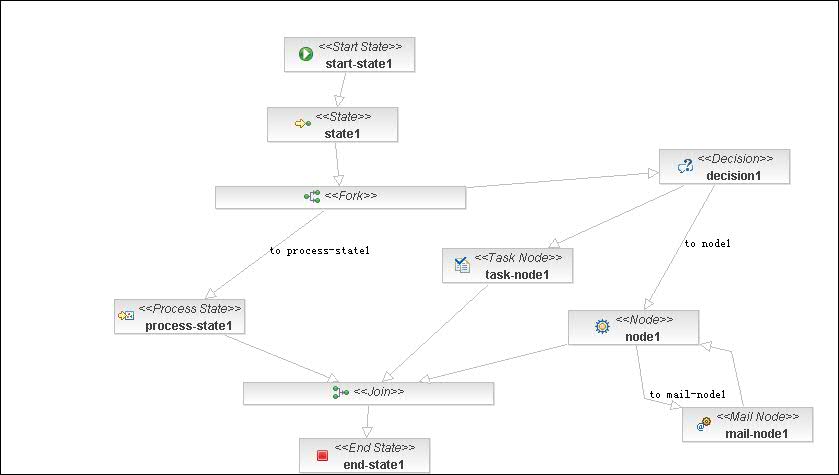 <<Start State>>
start-state1
<<State>>
state1
<<Decision>>
decision1
<<Fork>>
to process-state1
to node1
<<Task Node>>
task-node1
<<Process State>>
process-state1
<<Node>>
node1
<<Join>>
to mail-node1
<<Mail Node>>
mail-node1
<<End State>>
end-state1